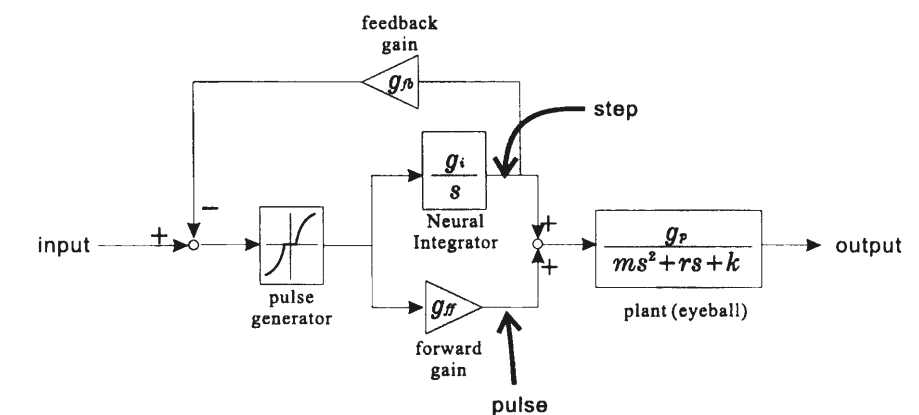 feedback
gain
g_fb
step
g_i
s
Neural
Integrator
−
+
input
pulse
generator
+
+
g_p
ms²+rs+k
output
plant (eyeball)
g_ff
forward
gain
pulse